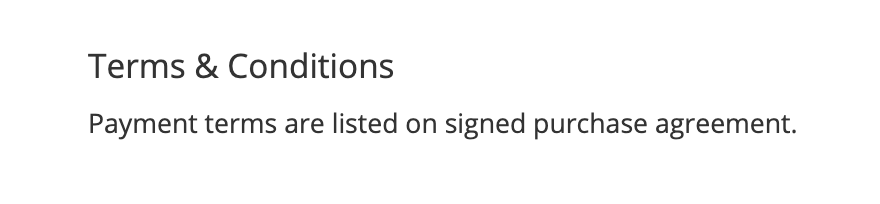 Terms & Conditions
Payment terms are listed on signed purchase agreement.